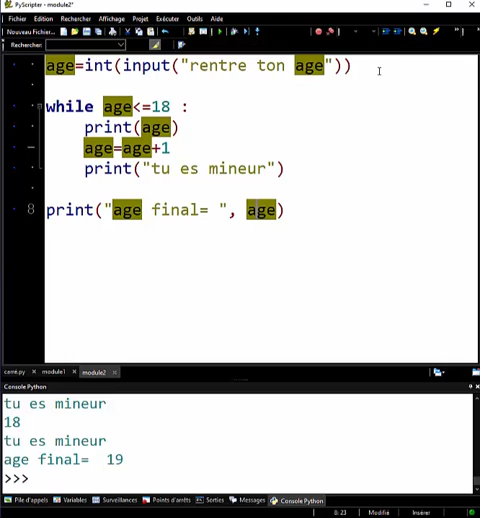 PyScripter - module2*
Fichier Edition Recherche Affichage Projet Exécuter Outils Aide
Nouveau Fichier...
Rechercher:
age=int(input("rentre ton age"))
while age<=18 :
print(age)
age=age+1
print("tu es mineur")
8 print("age final= ", age)
carré.py module1 module2
Console Python
tu es mineur
18
tu es mineur
age final= 19
>>>
Pile d'appels Variables Surveillances Points d'arrêts Sorties Messages Console Python
Modifié Insérer